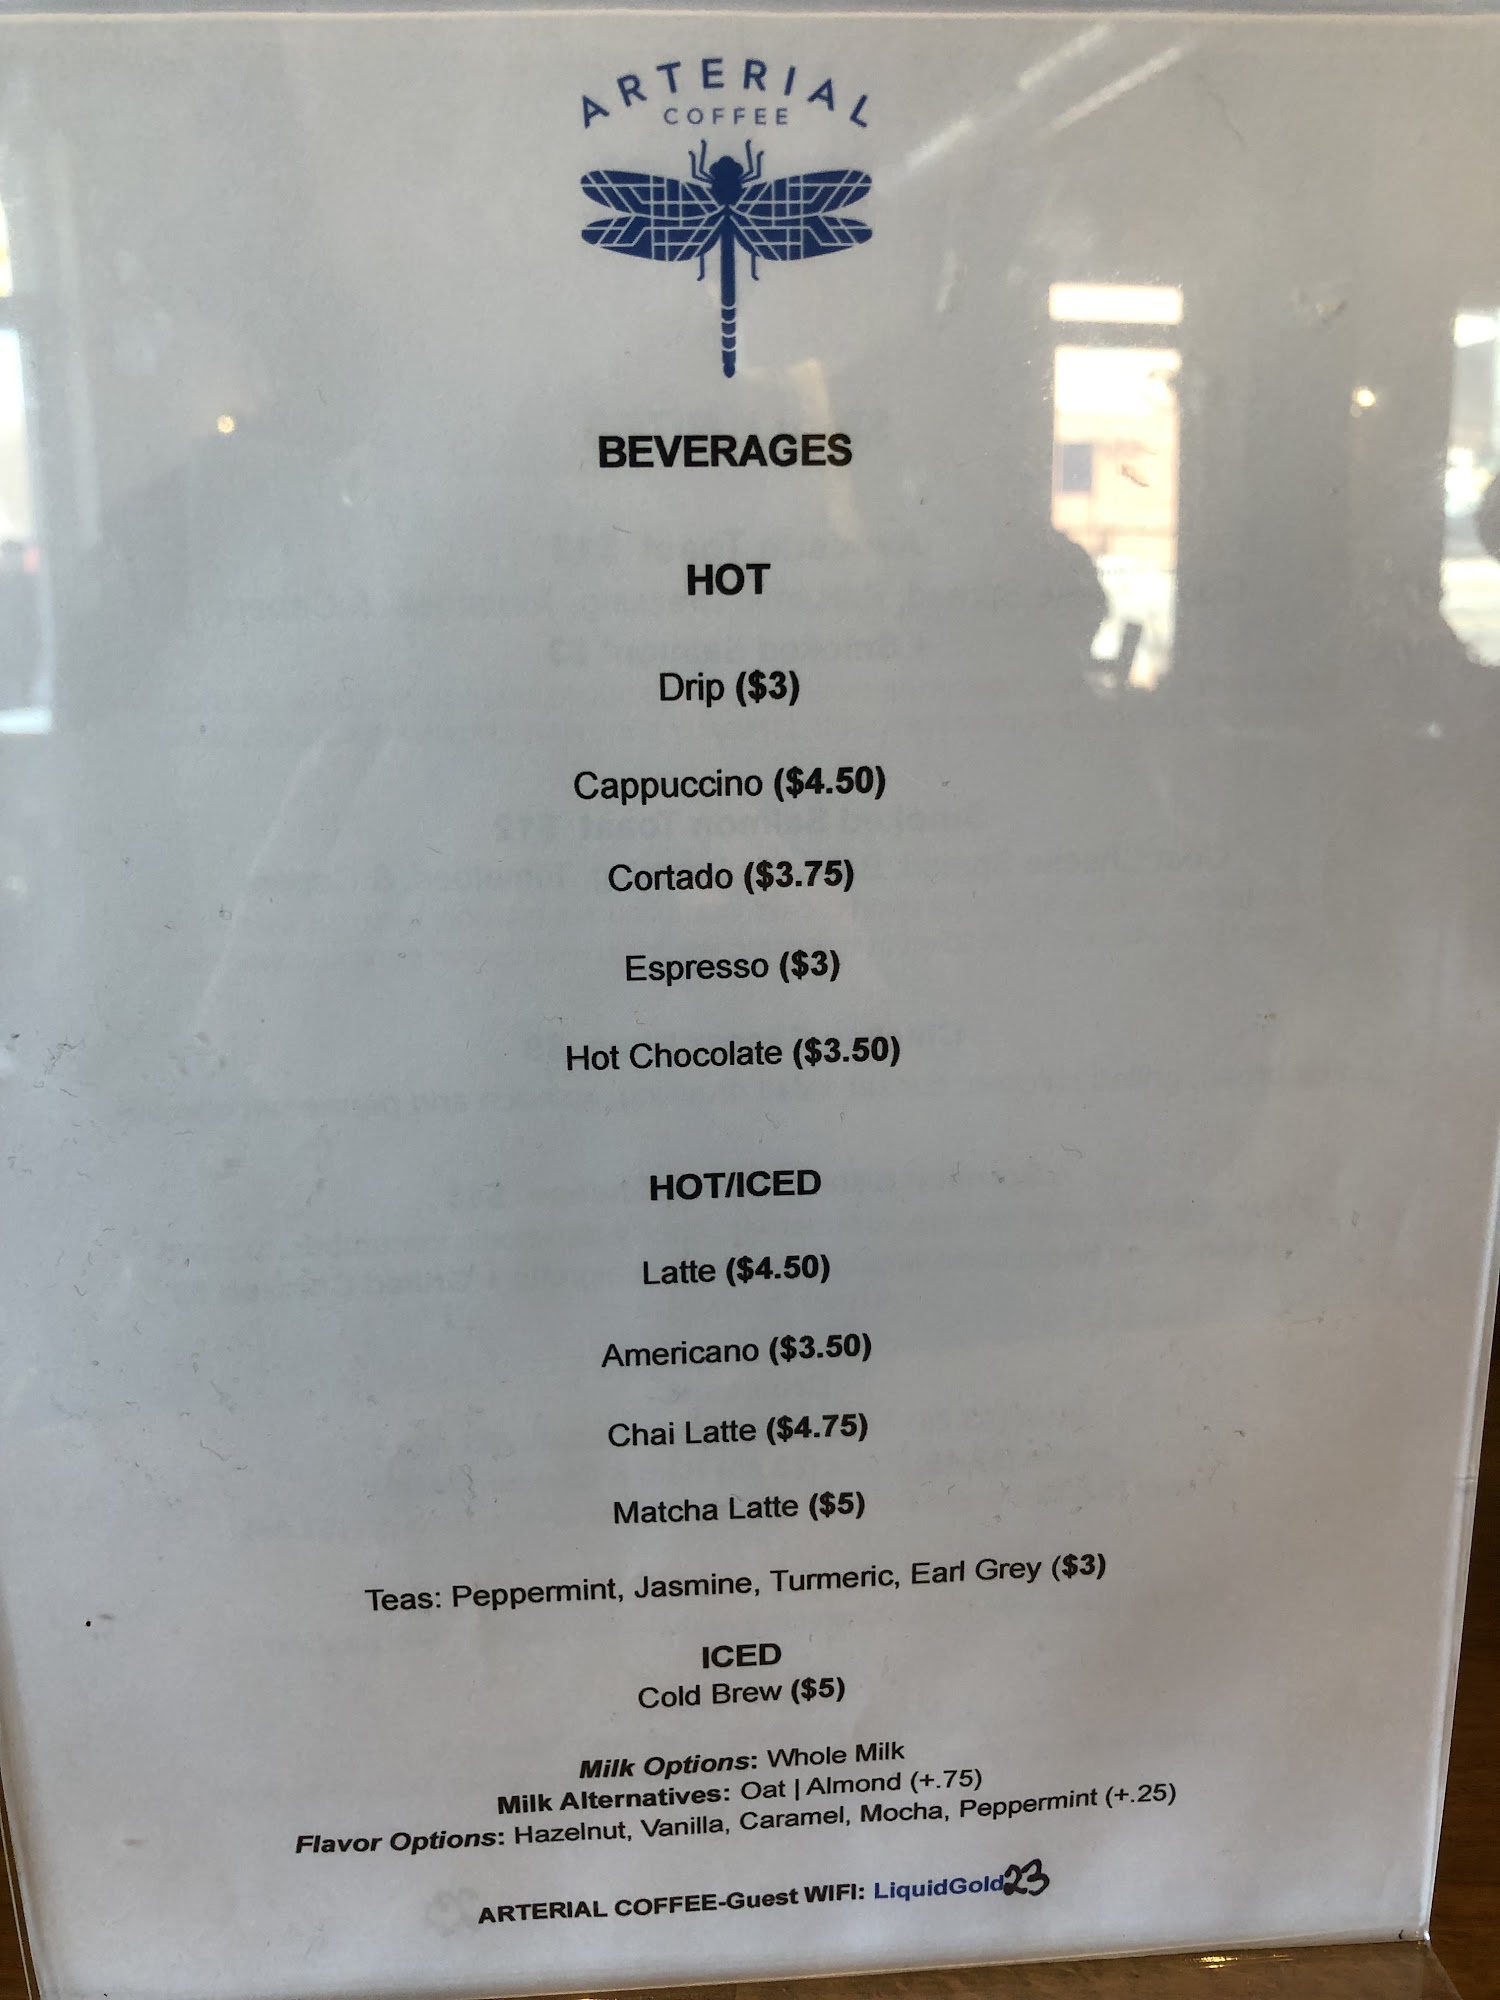 ARTERIAL
COFFEE
BEVERAGES
HOT
Drip ($3)
Cappuccino ($4.50)
Cortado ($3.75)
Espresso ($3)
Hot Chocolate ($3.50)
HOT/ICED
Latte ($4.50)
Americano ($3.50)
Chai Latte ($4.75)
Matcha Latte ($5)
Teas: Peppermint, Jasmine, Turmeric, Earl Grey ($3)
ICED
Cold Brew ($5)
Milk Options: Whole Milk
Milk Alternatives: Oat | Almond (+.75)
Flavor Options: Hazelnut, Vanilla, Caramel, Mocha, Peppermint (+.25)
ARTERIAL COFFEE-Guest WIFI: LiquidGold23